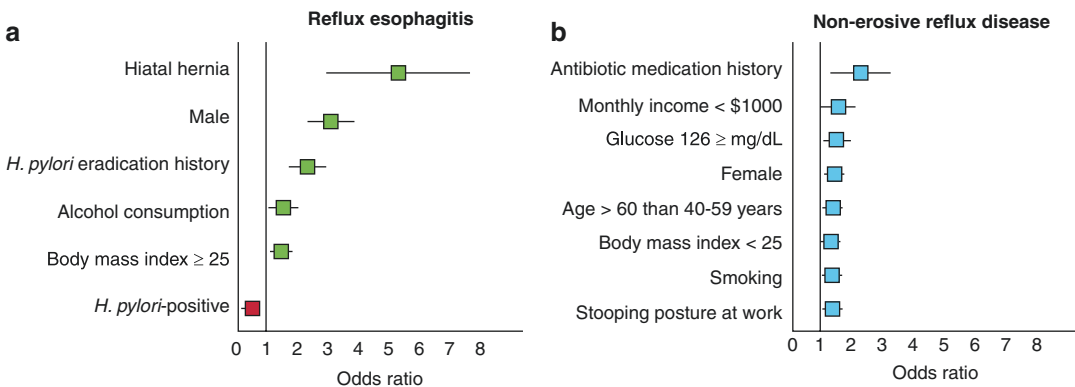 a
Reflux esophagitis
Hiatal hernia
Male
H. pylori eradication history
Alcohol consumption
Body mass index ≥ 25
H. pylori-positive
0 1 2 3 4 5 6 7 8
Odds ratio
b
Non-erosive reflux disease
Antibiotic medication history
Monthly income < $1000
Glucose 126 ≥ mg/dL
Female
Age > 60 than 40-59 years
Body mass index < 25
Smoking
Stooping posture at work
0 1 2 3 4 5 6 7 8
Odds ratio